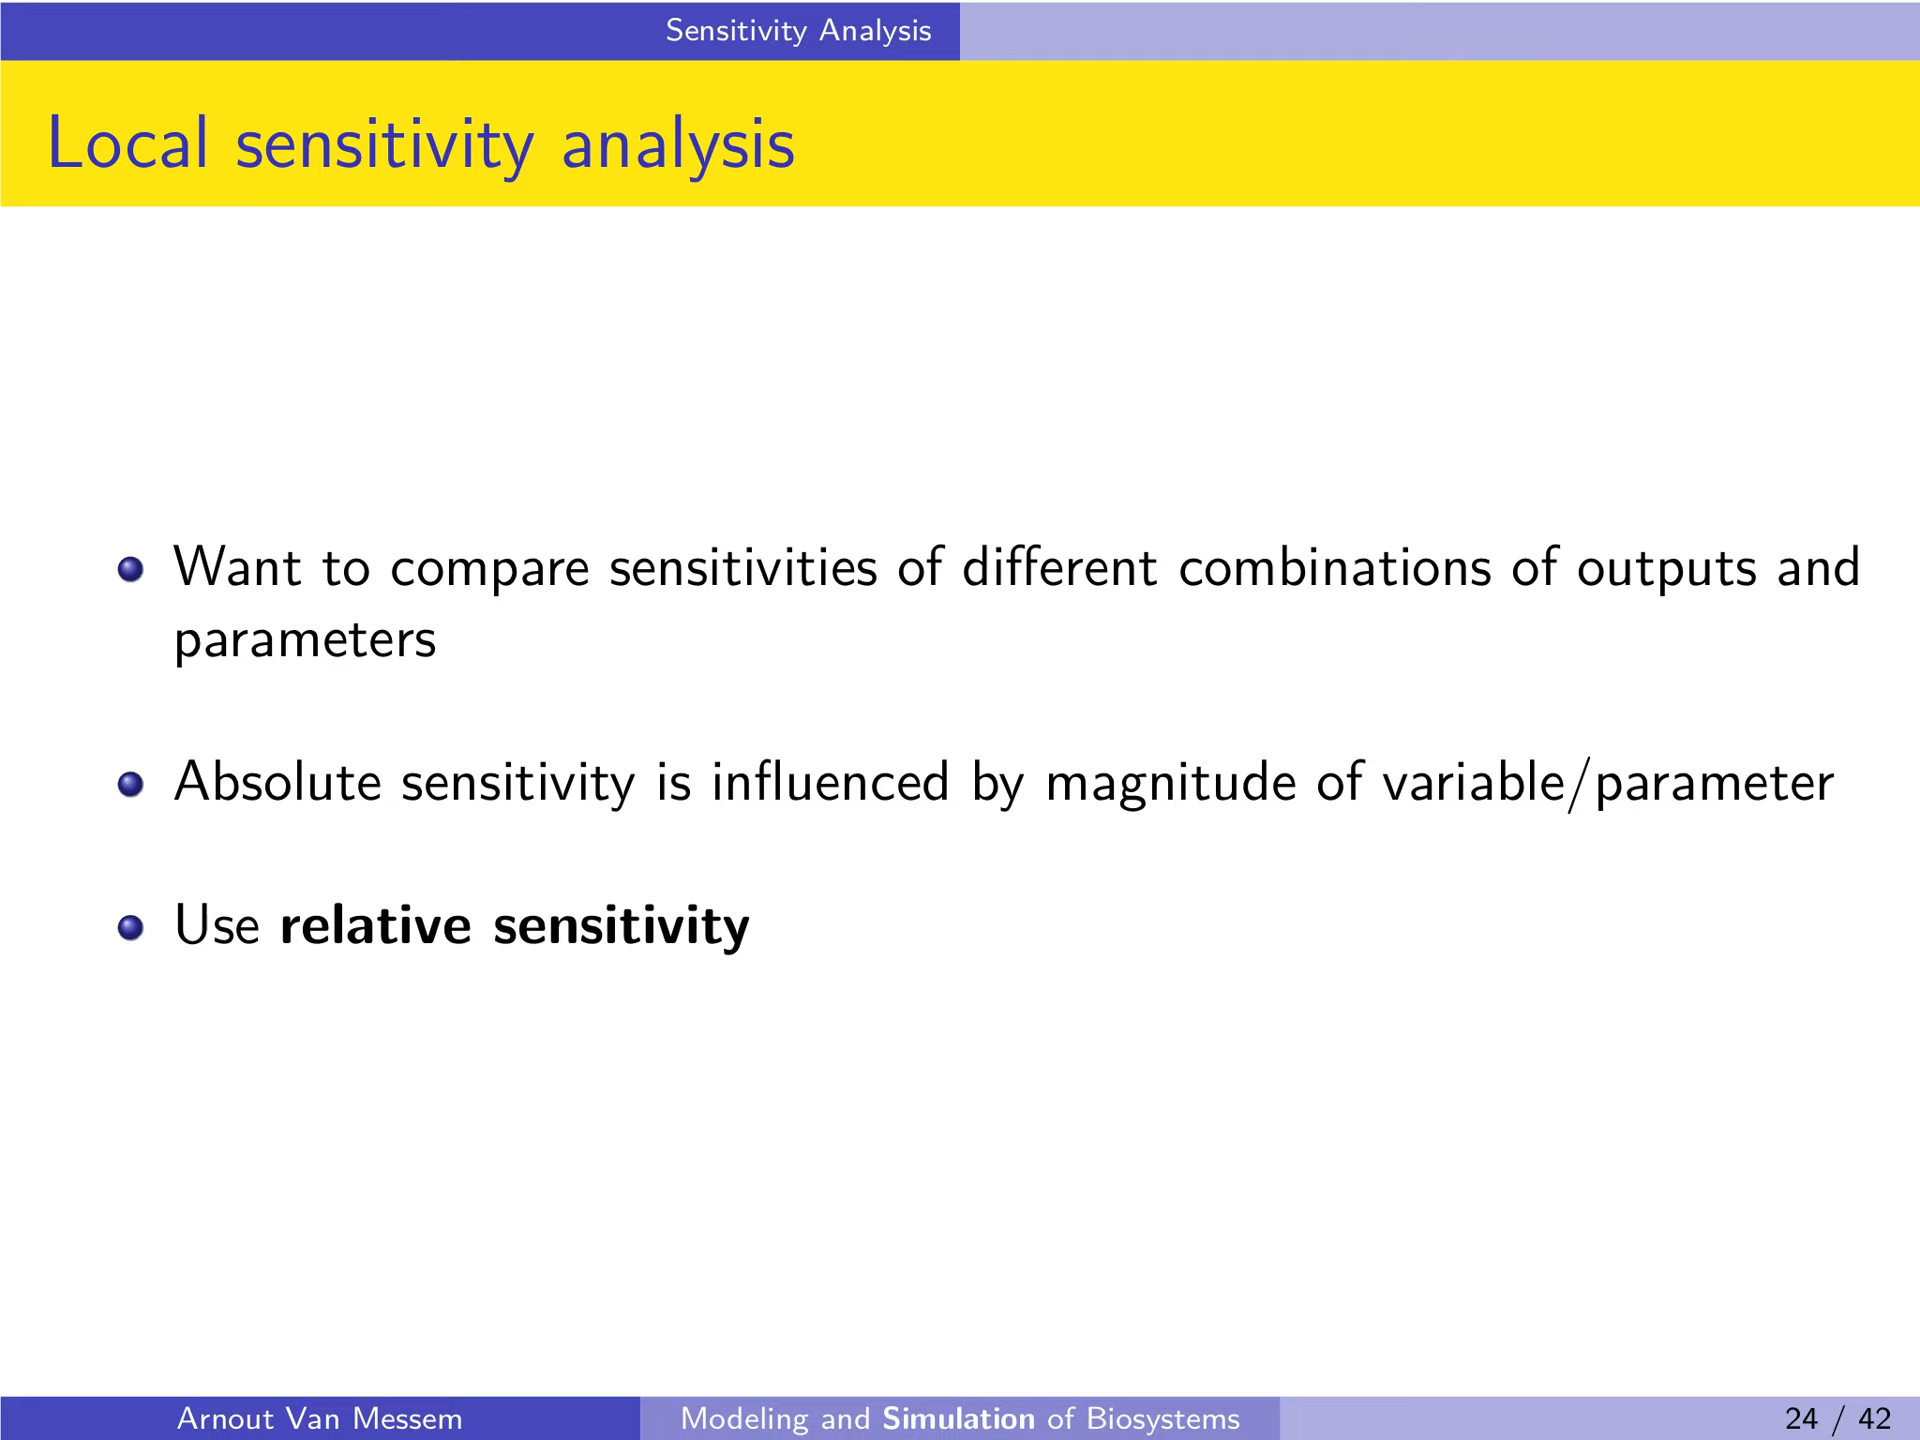 Sensitivity Analysis
Local sensitivity analysis
Want to compare sensitivities of different combinations of outputs and
parameters
Absolute sensitivity is influenced by magnitude of variable/parameter
Use relative sensitivity
Arnout Van Messem
Modeling and Simulation of Biosystems
24 / 42